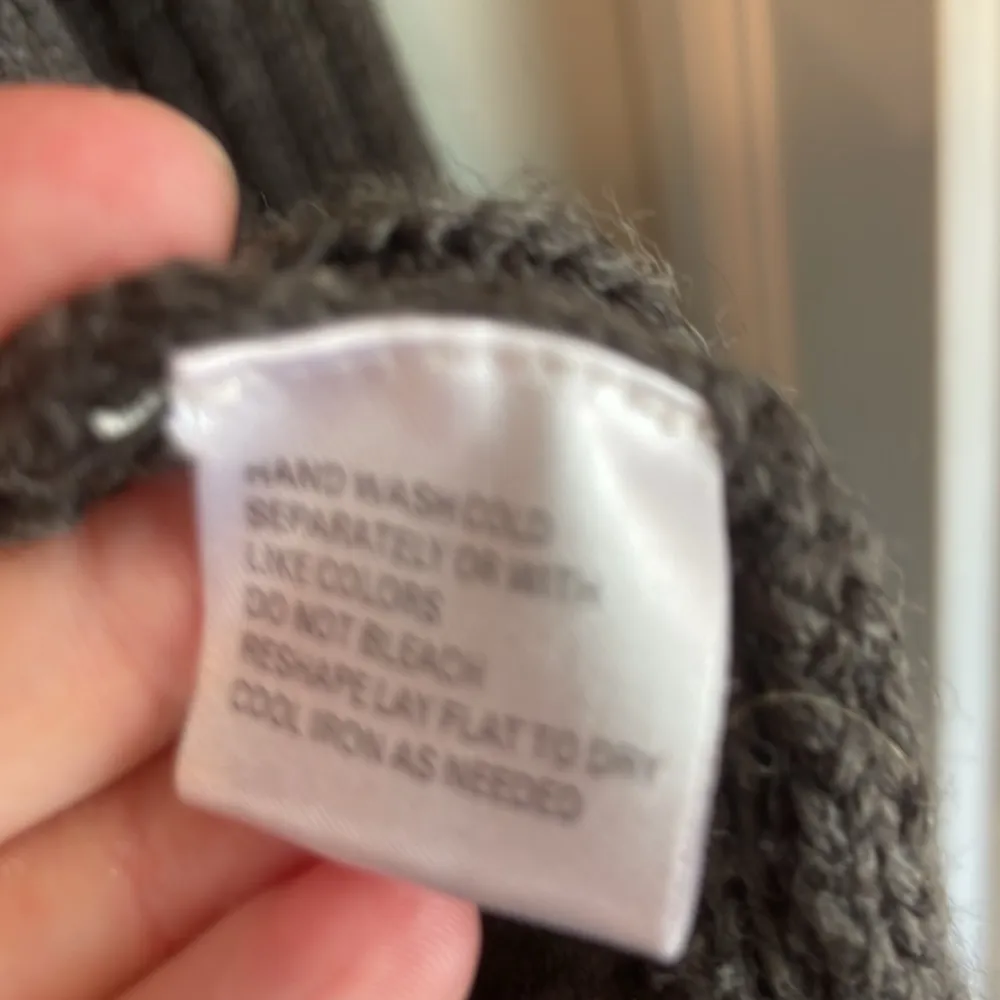 HAND WASH COLD
SEPARATELY OR WITH
LIKE COLORS
DO NOT BLEACH
RESHAPE LAY FLAT TO DRY
COOL IRON AS NEEDED